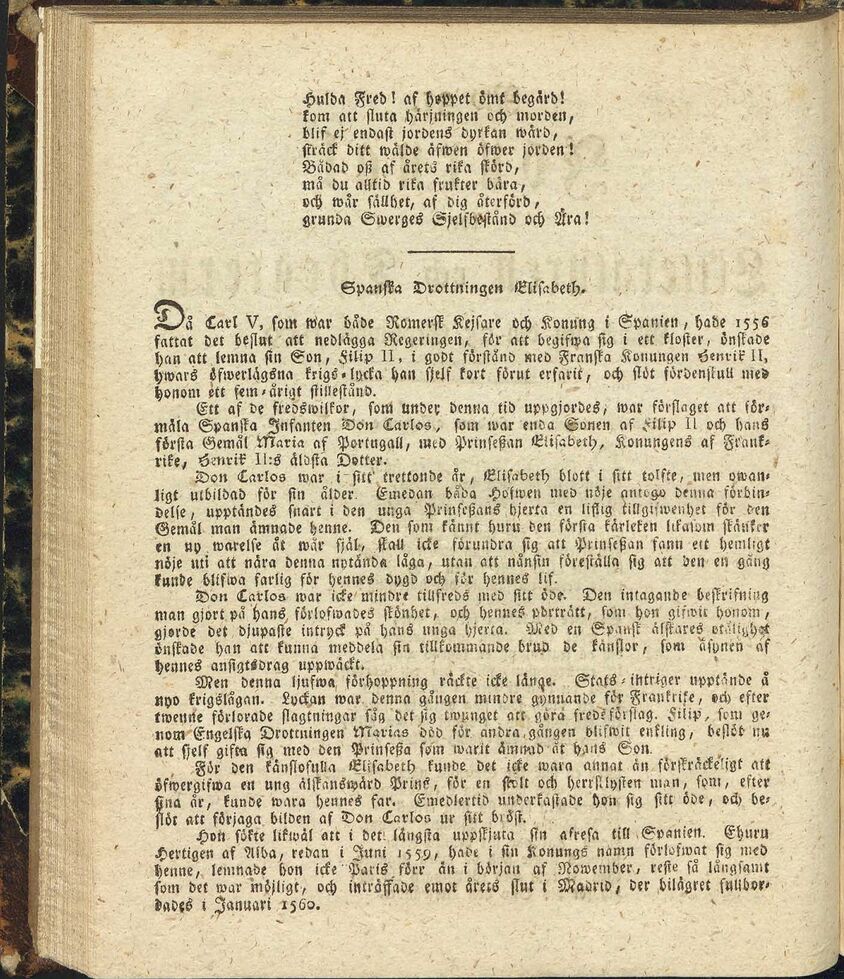 Hulda Fred! af hoppet ömt begärd!
kom att sluta härjningen och morden,
blif ej endast jordens dyrkan wärd,
sträck ditt wälde äfwen öfwer jorden!
Bådad oß af årets rika skörd,
må du alltid rika frukter bära,
och wår sällhet, af dig återförd,
grunda Swerges Sjelfbestånd och Ära!
Spanska Drottningen Elisabeth.
Då Carl V, som war både Romersk Kejsare och Konung i Spanien, hade 1556
fattat det beslut att nedlägga Regeringen, för att begifwa sig i ett kloster, önskade
han att lemna sin Son, Filip II, i godt förstånd med Franska Konungen Henrik II,
hwars öfwerlägsna krigs-lycka han sjelf kort förut erfarit, och slöt fördenskull med
honom ett fem-årigt stillestånd.
Ett af de fredswilkor, som under denna tid uppgjordes, war förslaget att för-
mäla Spanska Infanten Don Carlos, som war enda Sonen af Filip II och hans
första Gemål Maria af Portugall, med Prinseßan Elisabeth, Konungens af Frank-
rike, Henrik II:s äldsta Dotter.
Don Carlos war i sitt trettonde år, Elisabeth blott i sitt tolfte, men owan-
ligt utbildad för sin ålder. Emedan båda Hofwen med nöje antogo denna förbin-
delse, upptändes snart i den unga Prinseßans hjerta en liflig tillgifwenhet för den
Gemål man ämnade henne. Den som kännt huru den första kärleken likasom skänker
en ny warelse åt wår själ, skall icke förundra sig att Prinseßan fann ett hemligt
nöje uti att nära denna nytända låga, utan att nånsin föreställa sig att den en gång
kunde blifwa farlig för hennes dygd och för hennes lif.
Don Carlos war icke mindre tillfreds med sitt öde. Den intagande beskrifning
man gjort på hans förlofwades skönhet, och hennes porträtt, som hon gifwit honom,
gjorde det djupaste intryck på hans unga hjerta. Med en Spansk älskares otålighet
önskade han att kunna meddela sin tillkommande brud de känslor, som åsynen af
hennes ansigtsdrag uppwäckt.
Men denna ljufwa förhoppning räckte icke länge. Stats-intriger upptände å
nyo krigslågan. Lyckan war denna gången mindre gynnande för Frankrike, och efter
twenne förlorade slagtningar såg det sig twunget att göra fredsförslag. Filip, som ge-
nom Engelska Drottningen Marias död för andra gången blifwit enkling, beslöt nu
att sjelf gifta sig med den Prinseßa som warit ämnad åt hans Son.
För den känslofulla Elisabeth kunde det icke wara annat än förskräckeligt att
öfwergifwa en ung älskanswärd Prins, för en stolt och herrsklysten man, som, efter
sina år, kunde wara hennes far. Emedlertid underkastade hon sig sitt öde, och be-
slöt att förjaga bilden af Don Carlos ur sitt bröst.
Hon sökte likwäl att i det längsta uppskjuta sin afresa till Spanien. Ehuru
Hertigen af Alba, redan i Juni 1559, hade i sin Konungs namn förlofwat sig med
henne, lemnade hon icke Paris förr än i början af November, reste så långsamt
som det war möjligt, och inträffade emot årets slut i Madrid, der bilägret fullbor-
dades i Januari 1560.